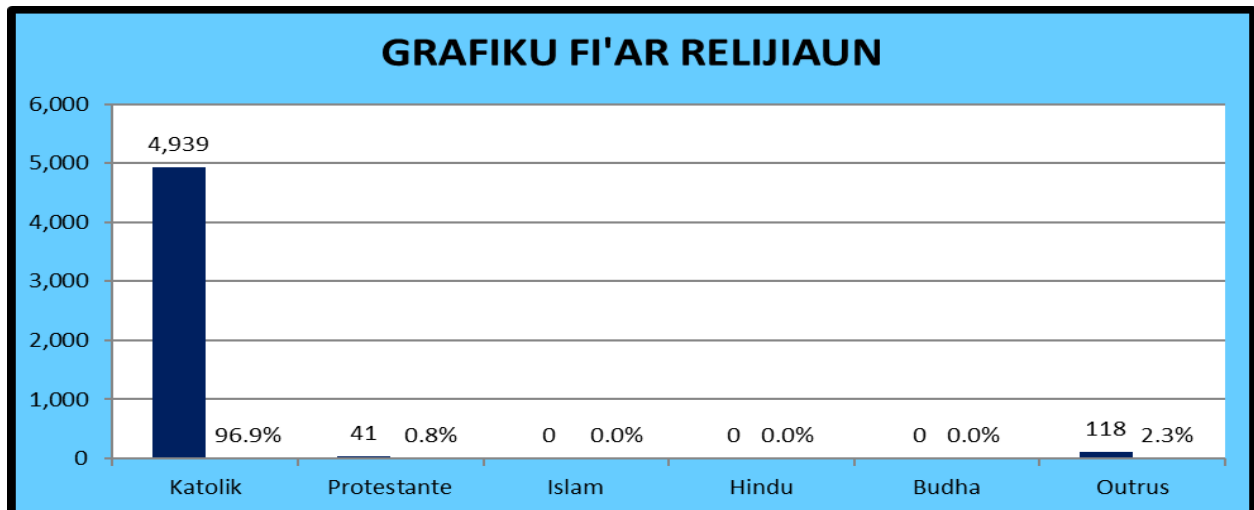 GRAFIKU FI'AR RELIJIAUN
6,000
4,939
5,000
4,000
3,000
2,000
1,000
96.9% 41 0.8% 0 0.0% 0 0.0% 0 0.0% 118 2.3%
0
Katolik Protestante Islam Hindu Budha Outrus